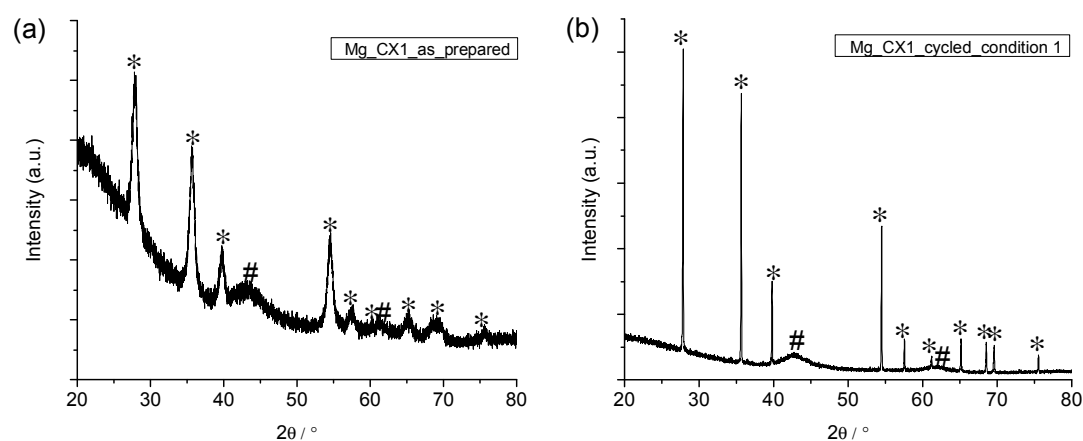 (a)
Mg_CX1_as_prepared
Intensity (a.u.)
* * * # * * * # * * *
20 30 40 50 60 70 80
2θ / °
(b)
Mg_CX1_cycled_condition 1
Intensity (a.u.)
* * * # * * * # * * * *
20 30 40 50 60 70 80
2θ / °